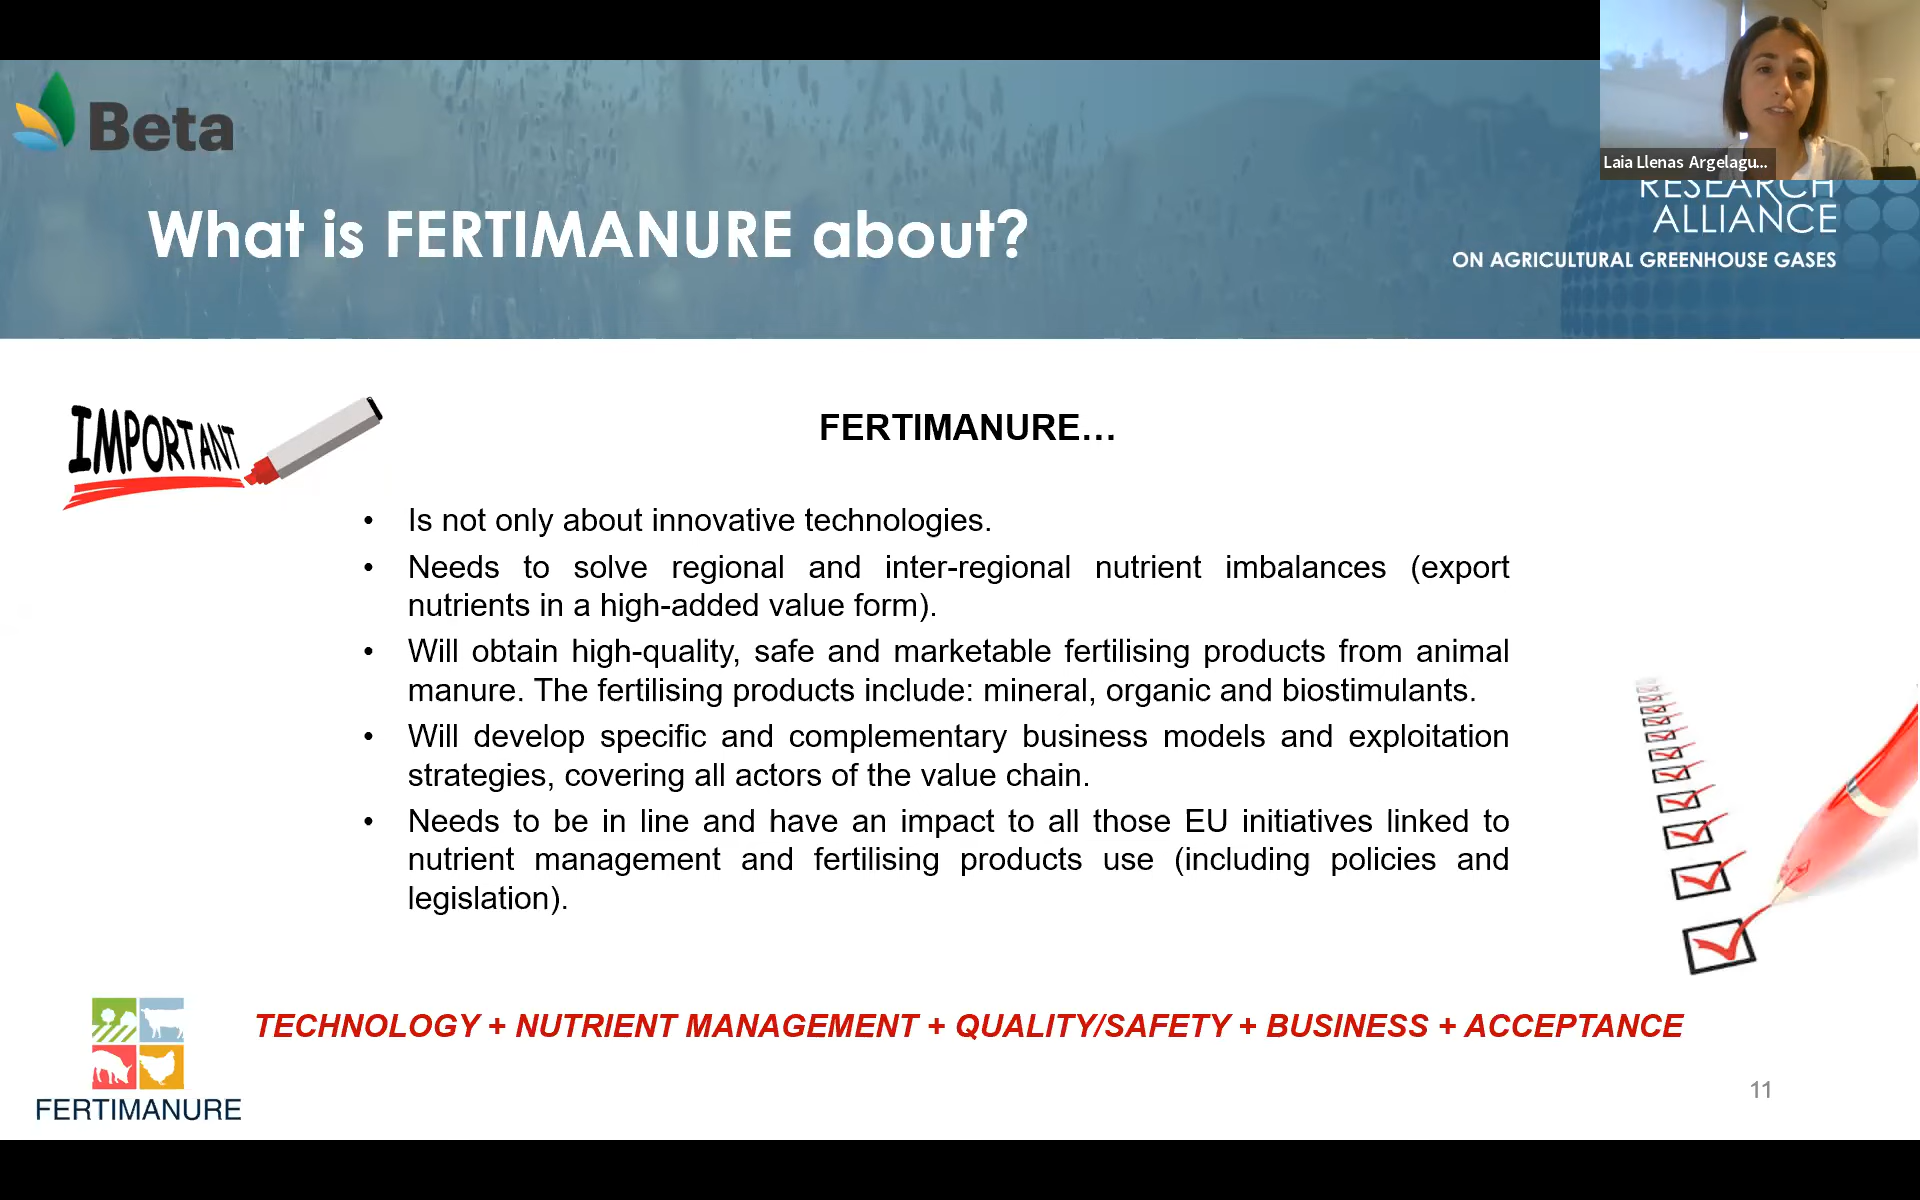 Beta
What is FERTIMANURE about?
Laia Llenas Argelagu...
RESEARCH
ALLIANCE
ON AGRICULTURAL GREENHOUSE GASES
IMPORTANT
FERTIMANURE...
• Is not only about innovative technologies.
• Needs to solve regional and inter-regional nutrient imbalances (export
nutrients in a high-added value form).
• Will obtain high-quality, safe and marketable fertilising products from animal
manure. The fertilising products include: mineral, organic and biostimulants.
• Will develop specific and complementary business models and exploitation
strategies, covering all actors of the value chain.
• Needs to be in line and have an impact to all those EU initiatives linked to
nutrient management and fertilising products use (including policies and
legislation).
TECHNOLOGY + NUTRIENT MANAGEMENT + QUALITY/SAFETY + BUSINESS + ACCEPTANCE
FERTIMANURE
11